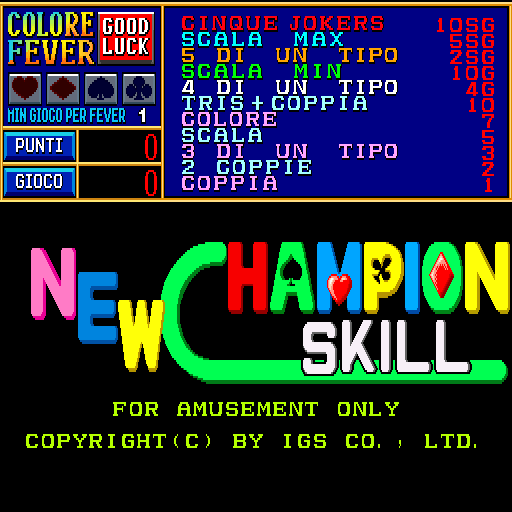 COLORE
FEVER
GOOD
LUCK
MIN GIOCO PER FEVER 1
PUNTI 0
GIOCO 0
CINQUE JOKERS 10SG
SCALA MAX 5SG
5 DI UN TIPO 2SG
SCALA MIN 10G
4 DI UN TIPO 4G
TRIS+COPPIA 10
COLORE 7
SCALA 5
3 DI UN TIPO 3
2 COPPIE 2
COPPIA 1
NEW CHAMPION
SKILL
FOR AMUSEMENT ONLY
COPYRIGHT(C) BY IGS CO., LTD.